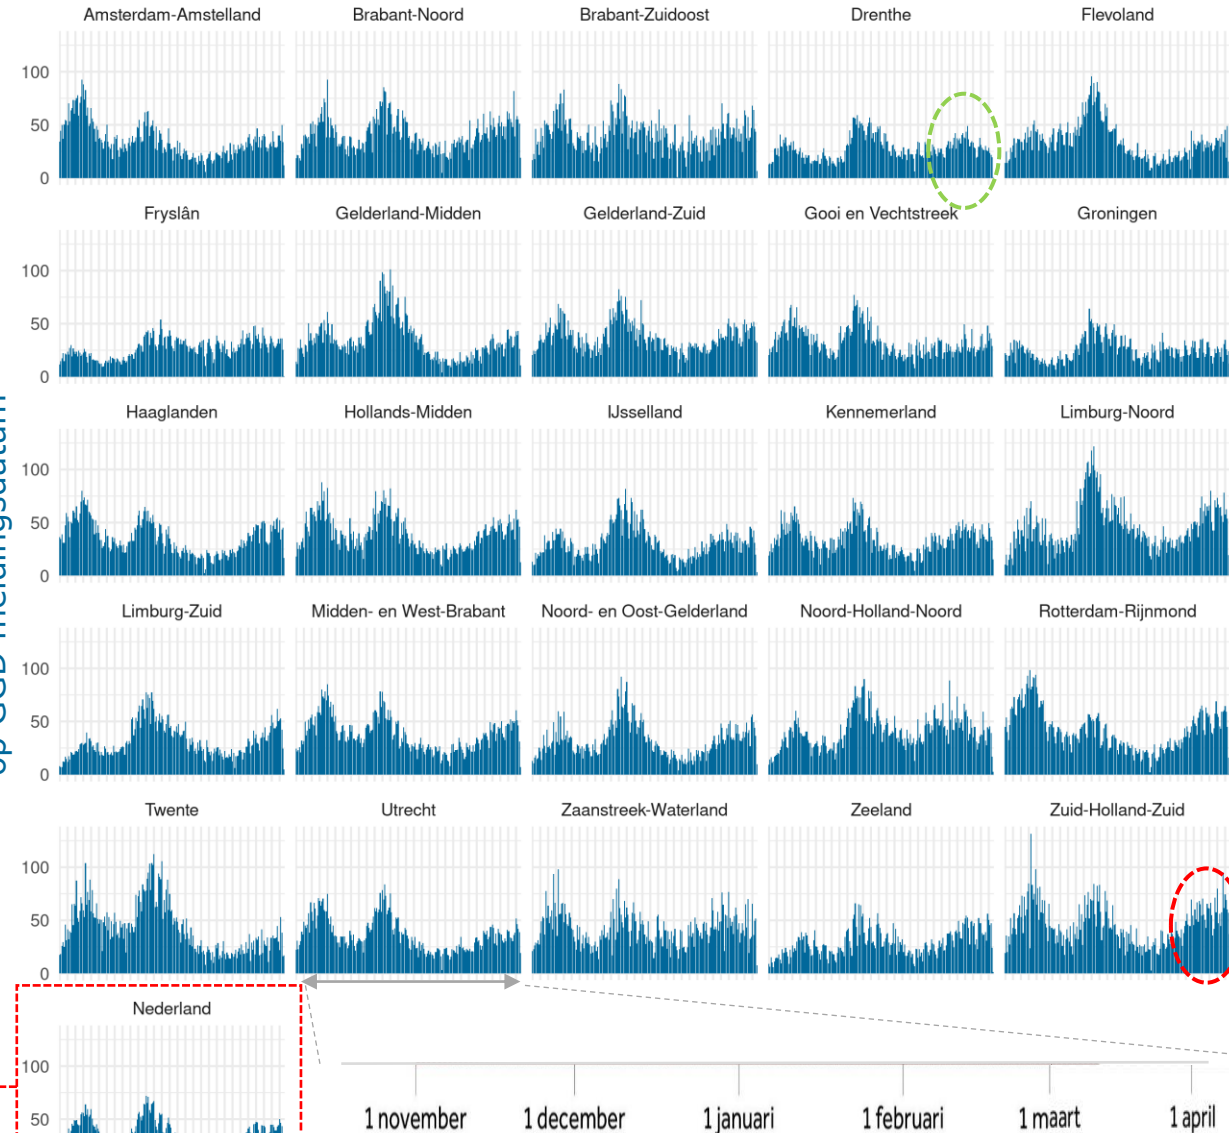 Amsterdam-Amstelland Brabant-Noord Brabant-Zuidoost Drenthe Flevoland
100
50
0
Fryslân Gelderland-Midden Gelderland-Zuid Gooi en Vechtstreek Groningen
100
50
0
Haaglanden Hollands-Midden IJsselland Kennemerland Limburg-Noord
100
50
0
op GGD-meldingsdatum
Limburg-Zuid Midden- en West-Brabant Noord- en Oost-Gelderland Noord-Holland-Noord Rotterdam-Rijnmond
100
50
0
Twente Utrecht Zaanstreek-Waterland Zeeland Zuid-Holland-Zuid
100
50
0
Nederland
100
50
1 november 1 december 1 januari 1 februari 1 maart 1 april